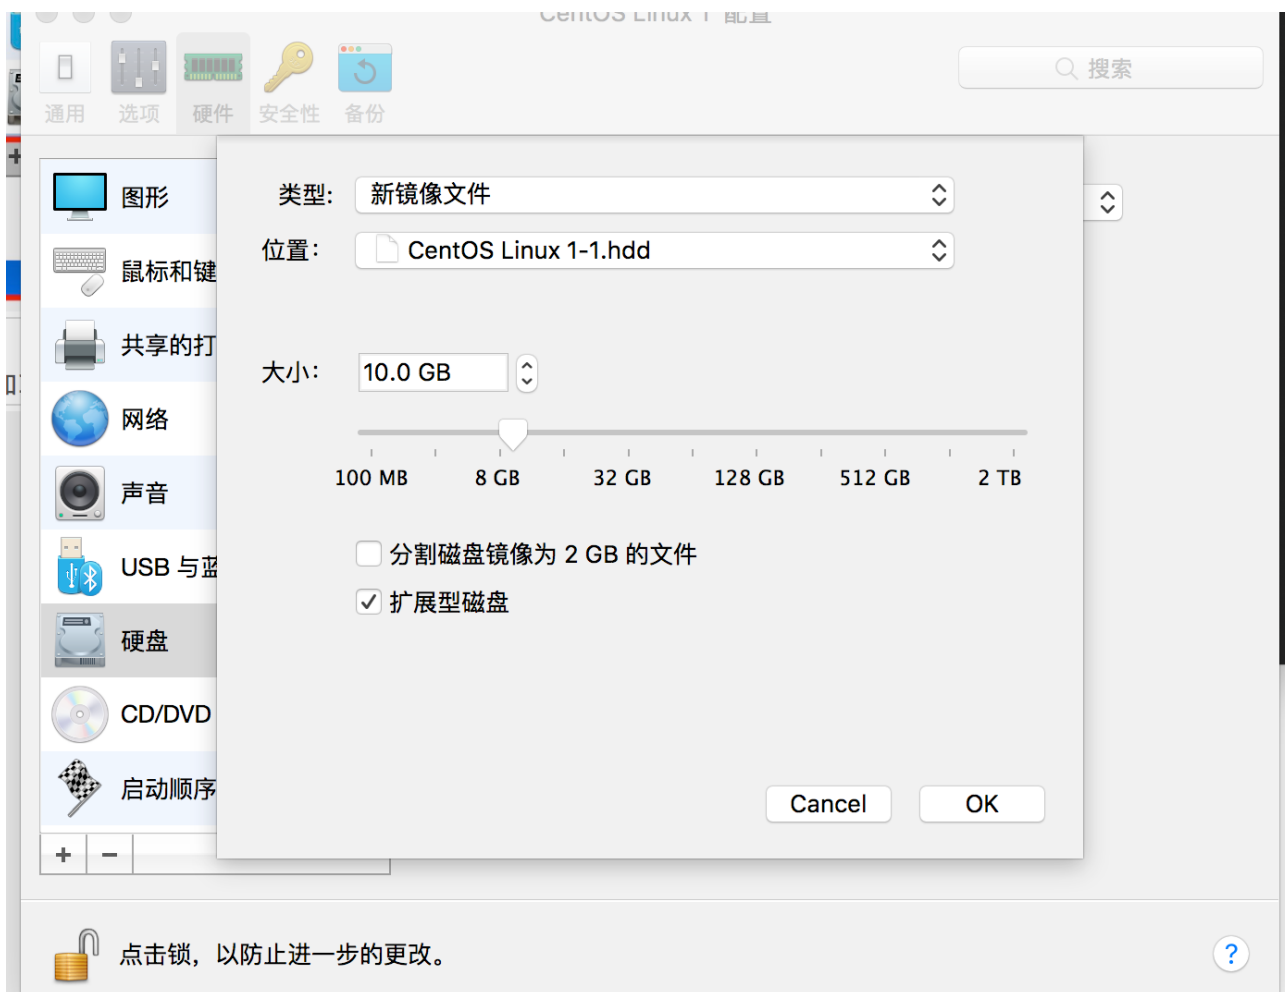 CentOS Linux 1 配置
通用 选项 硬件 安全性 备份
搜索
类型: 新镜像文件
位置: CentOS Linux 1-1.hdd
大小: 10.0 GB
100 MB 8 GB 32 GB 128 GB 512 GB 2 TB
分割磁盘镜像为 2 GB 的文件
扩展型磁盘
Cancel OK
图形
鼠标和键
共享的打
网络
声音
USB 与蓝
硬盘
CD/DVD
启动顺序
+ −
点击锁，以防止进一步的更改。
?